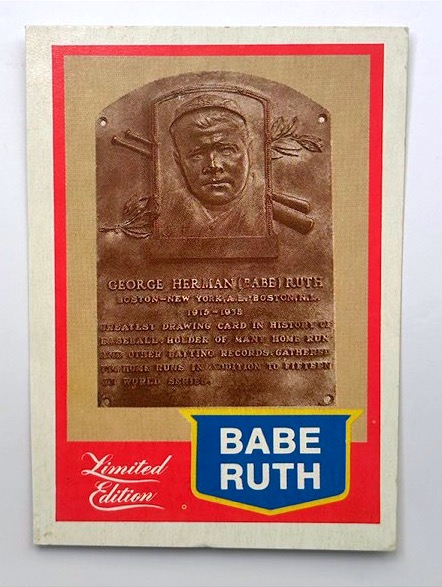 GEORGE HERMAN (BABE) RUTH
BOSTON-NEW YORK, A.L.; BOSTON, N.L.
1915-1935
GREATEST DRAWING CARD IN HISTORY OF
BASEBALL. HOLDER OF MANY HOME RUN
AND OTHER BATTING RECORDS. GATHERED
714 HOME RUNS IN ADDITION TO FIFTEEN
IN WORLD SERIES.
Limited
Edition
BABE
RUTH